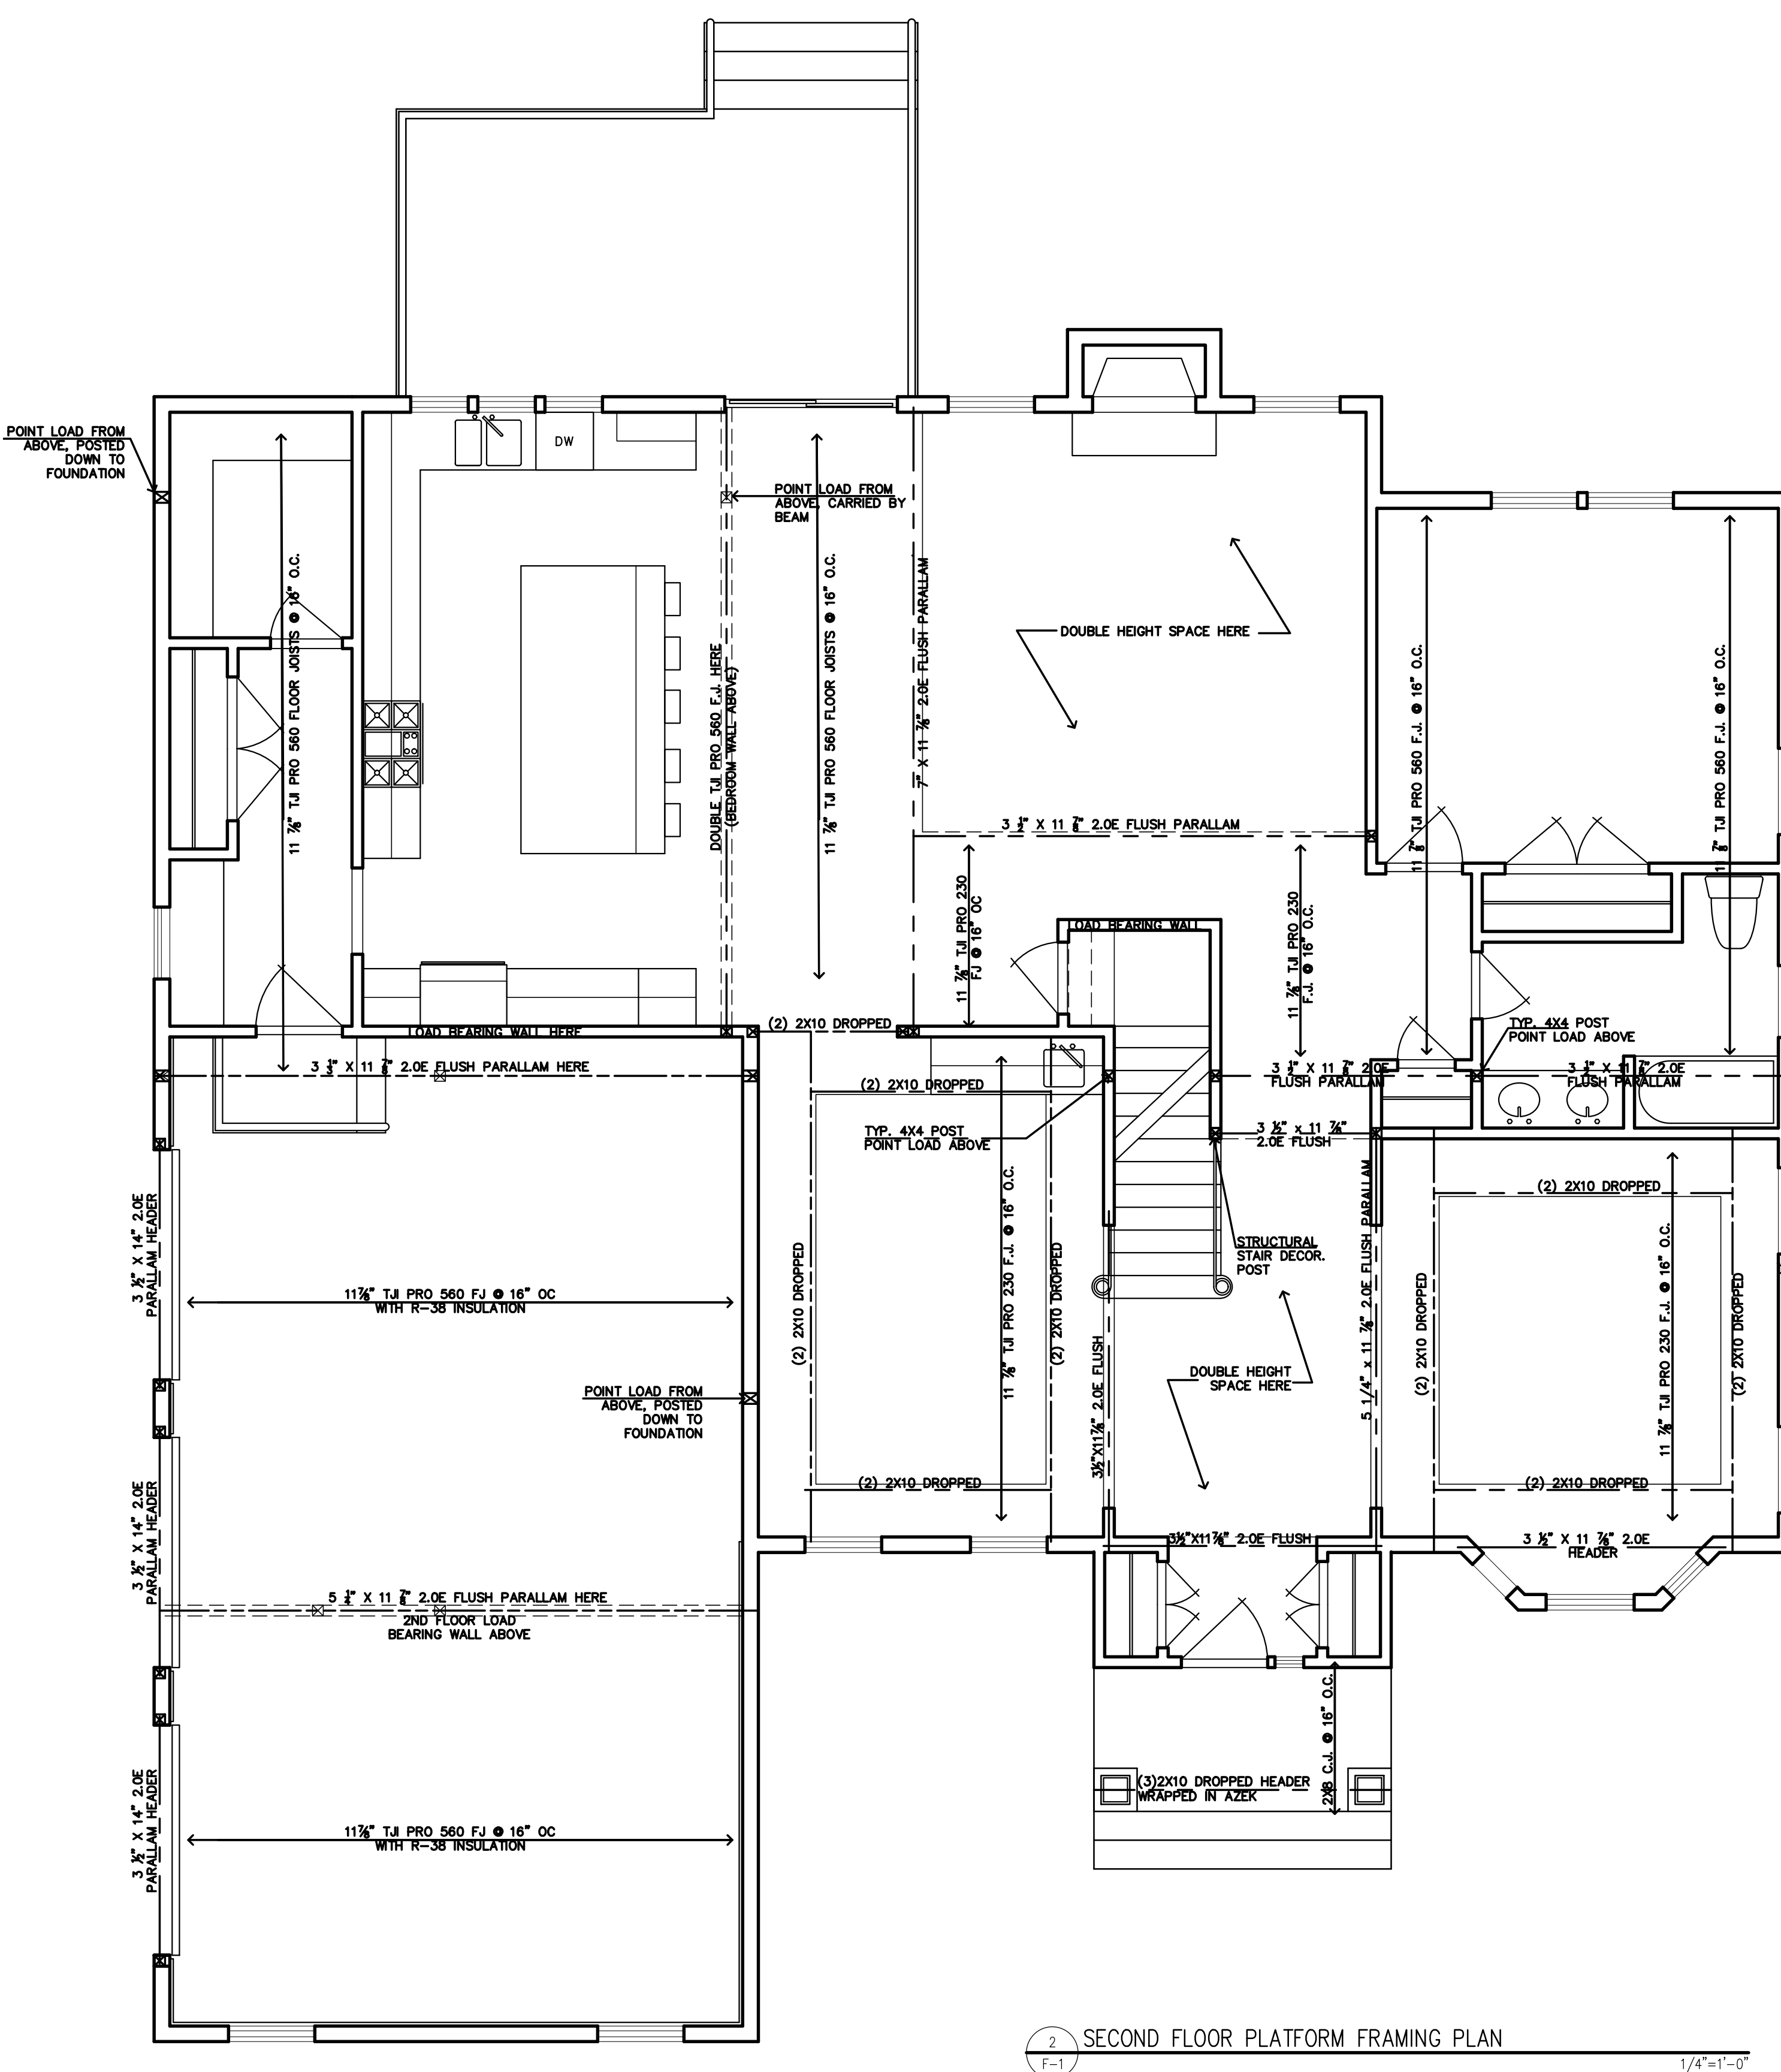 POINT LOAD FROM
ABOVE, POSTED
DOWN TO
FOUNDATION
DW
POINT LOAD FROM
ABOVE, CARRIED BY
BEAM
11 ⅞" TJI PRO 560 FLOOR JOISTS @ 16" O.C.
DOUBLE TJI PRO 560 F.J. HERE
(BEDROOM WALL ABOVE)
11 ⅞" TJI PRO 560 FLOOR JOISTS @ 16" O.C.
7" X 11 ⅞" 2.0E FLUSH PARALLAM
DOUBLE HEIGHT SPACE HERE
11 ⅞" TJI PRO 560 F.J. @ 16" O.C.
11 ⅞" TJI PRO 560 F.J. @ 16" O.C.
3 ½" X 11 ⅞" 2.0E FLUSH PARALLAM
11 ⅞" TJI PRO 230
FJ @ 16" OC
LOAD BEARING WALL
11 ⅞" TJI PRO 230
F.J. @ 16" O.C.
LOAD BEARING WALL HERE
(2) 2X10 DROPPED
TYP. 4X4 POST
POINT LOAD ABOVE
3 ½" X 11 ⅞" 2.0E FLUSH PARALLAM HERE
(2) 2X10 DROPPED
3 ½" X 11 ⅞" 2.0E
FLUSH PARALLAM
3 ½" X 11 ⅞" 2.0E
FLUSH PARALLAM
TYP. 4X4 POST
POINT LOAD ABOVE
3 ½" x 11 ⅞"
2.0E FLUSH
3 ½" X 14" 2.0E
PARALLAM HEADER
11⅞" TJI PRO 560 FJ @ 16" OC
WITH R-38 INSULATION
(2) 2X10 DROPPED
11 ⅞" TJI PRO 230 F.J. @ 16" O.C.
(2) 2X10 DROPPED
3½"X11⅞" 2.0E FLUSH
STRUCTURAL
STAIR DECOR.
POST
5 1/4" x 11 ⅞" 2.0E FLUSH PARALLAM
(2) 2X10 DROPPED
(2) 2X10 DROPPED
11 ⅞" TJI PRO 230 F.J. @ 16" O.C.
(2) 2X10 DROPPED
POINT LOAD FROM
ABOVE, POSTED
DOWN TO
FOUNDATION
DOUBLE HEIGHT
SPACE HERE
(2) 2X10 DROPPED
(2) 2X10 DROPPED
3 ½" X 14" 2.0E
PARALLAM HEADER
3½"X11⅞" 2.0E FLUSH
3 ½" X 11 ⅞" 2.0E
HEADER
5 ¼" X 11 ⅞" 2.0E FLUSH PARALLAM HERE
2ND FLOOR LOAD
BEARING WALL ABOVE
3 ½" X 14" 2.0E
PARALLAM HEADER
(3)2X10 DROPPED HEADER
WRAPPED IN AZEK
2X8 C.J. @ 16" O.C.
11⅞" TJI PRO 560 FJ @ 16" OC
WITH R-38 INSULATION
2
F-1
SECOND FLOOR PLATFORM FRAMING PLAN
1/4"=1'-0"